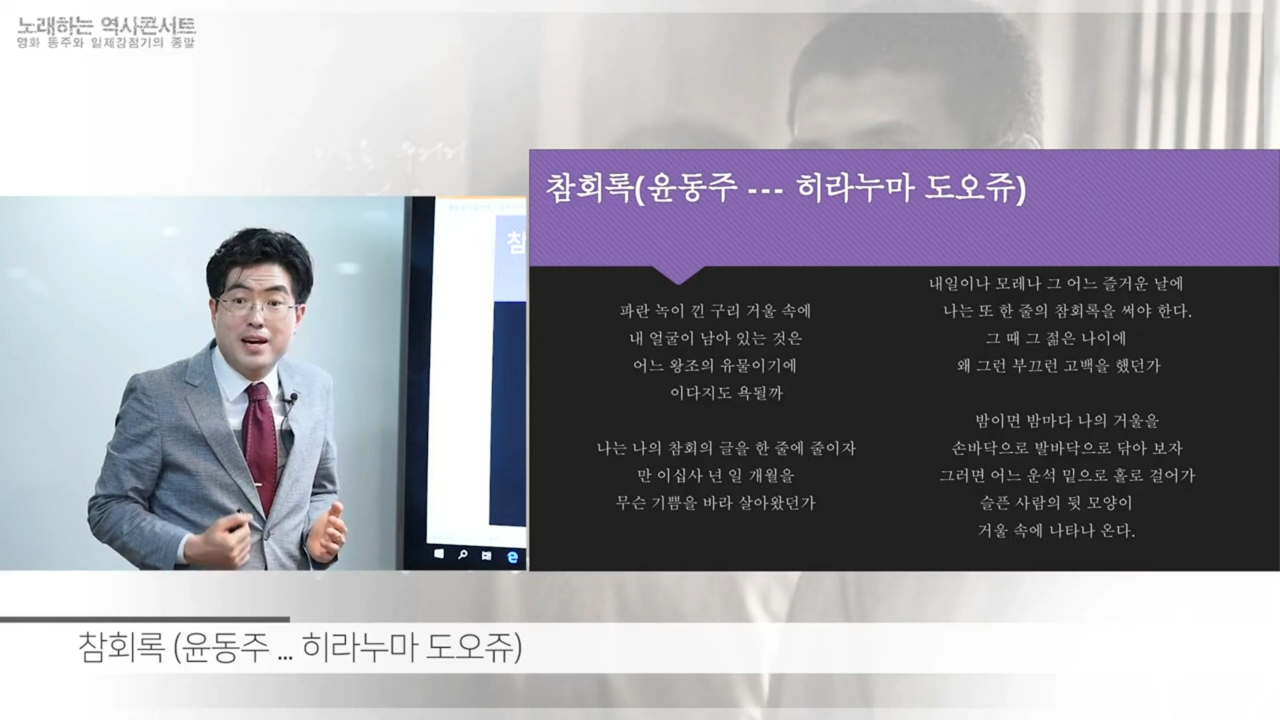 노래하는 역사콘서트
영화 동주와 일제강점기의 종말
참회록(윤동주 --- 히라누마 도오쥬)
파란 녹이 낀 구리 거울 속에
내 얼굴이 남아 있는 것은
어느 왕조의 유물이기에
이다지도 욕될까
나는 나의 참회의 글을 한 줄에 줄이자
만 이십사 년 일 개월을
무슨 기쁨을 바라 살아왔던가
내일이나 모레나 그 어느 즐거운 날에
나는 또 한 줄의 참회록을 써야 한다.
그 때 그 젊은 나이에
왜 그런 부끄런 고백을 했던가
밤이면 밤마다 나의 거울을
손바닥으로 발바닥으로 닦아 보자
그러면 어느 운석 밑으로 홀로 걸어가
슬픈 사람의 뒷 모양이
거울 속에 나타나 온다.
참
참회록 (윤동주 ... 히라누마 도오쥬)